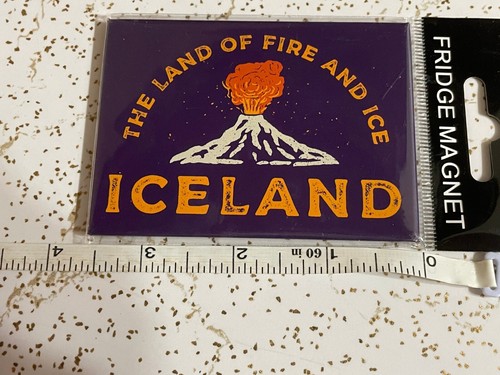 THE LAND OF FIRE AND ICE
ICELAND
FRIDGE MAGNET
4 3 2 60 in 1 0